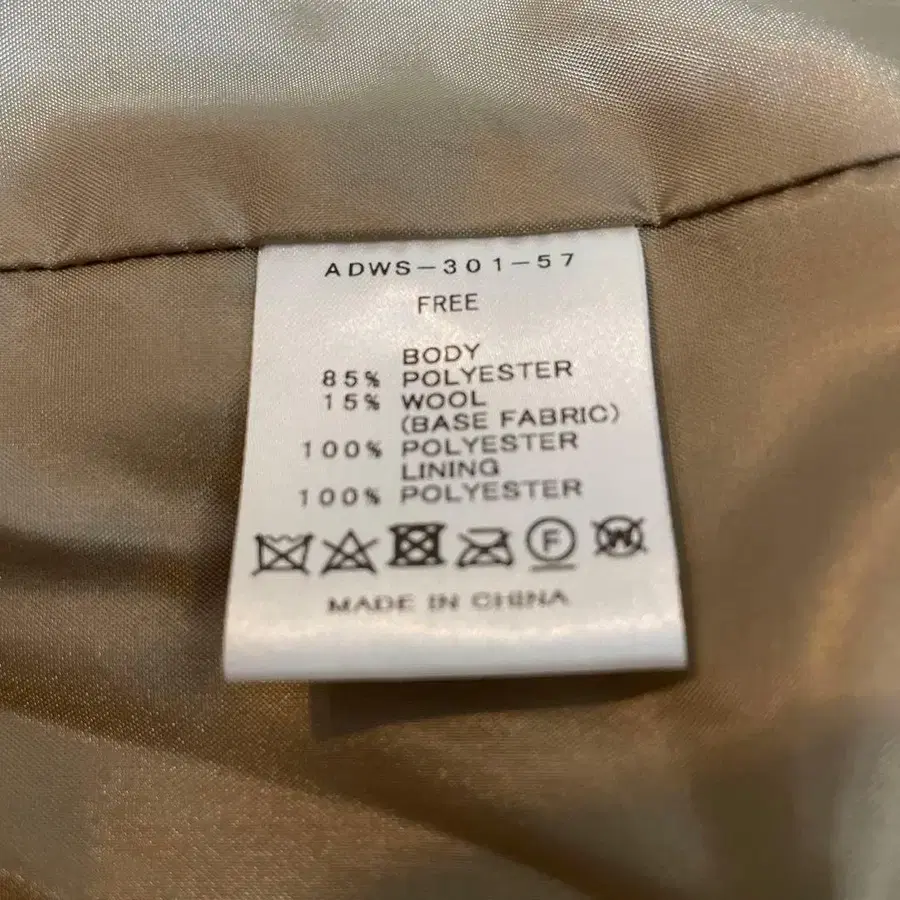 ADWS-301-57
FREE
BODY
85% POLYESTER
15% WOOL
(BASE FABRIC)
100% POLYESTER
LINING
100% POLYESTER
F W
MADE IN CHINA